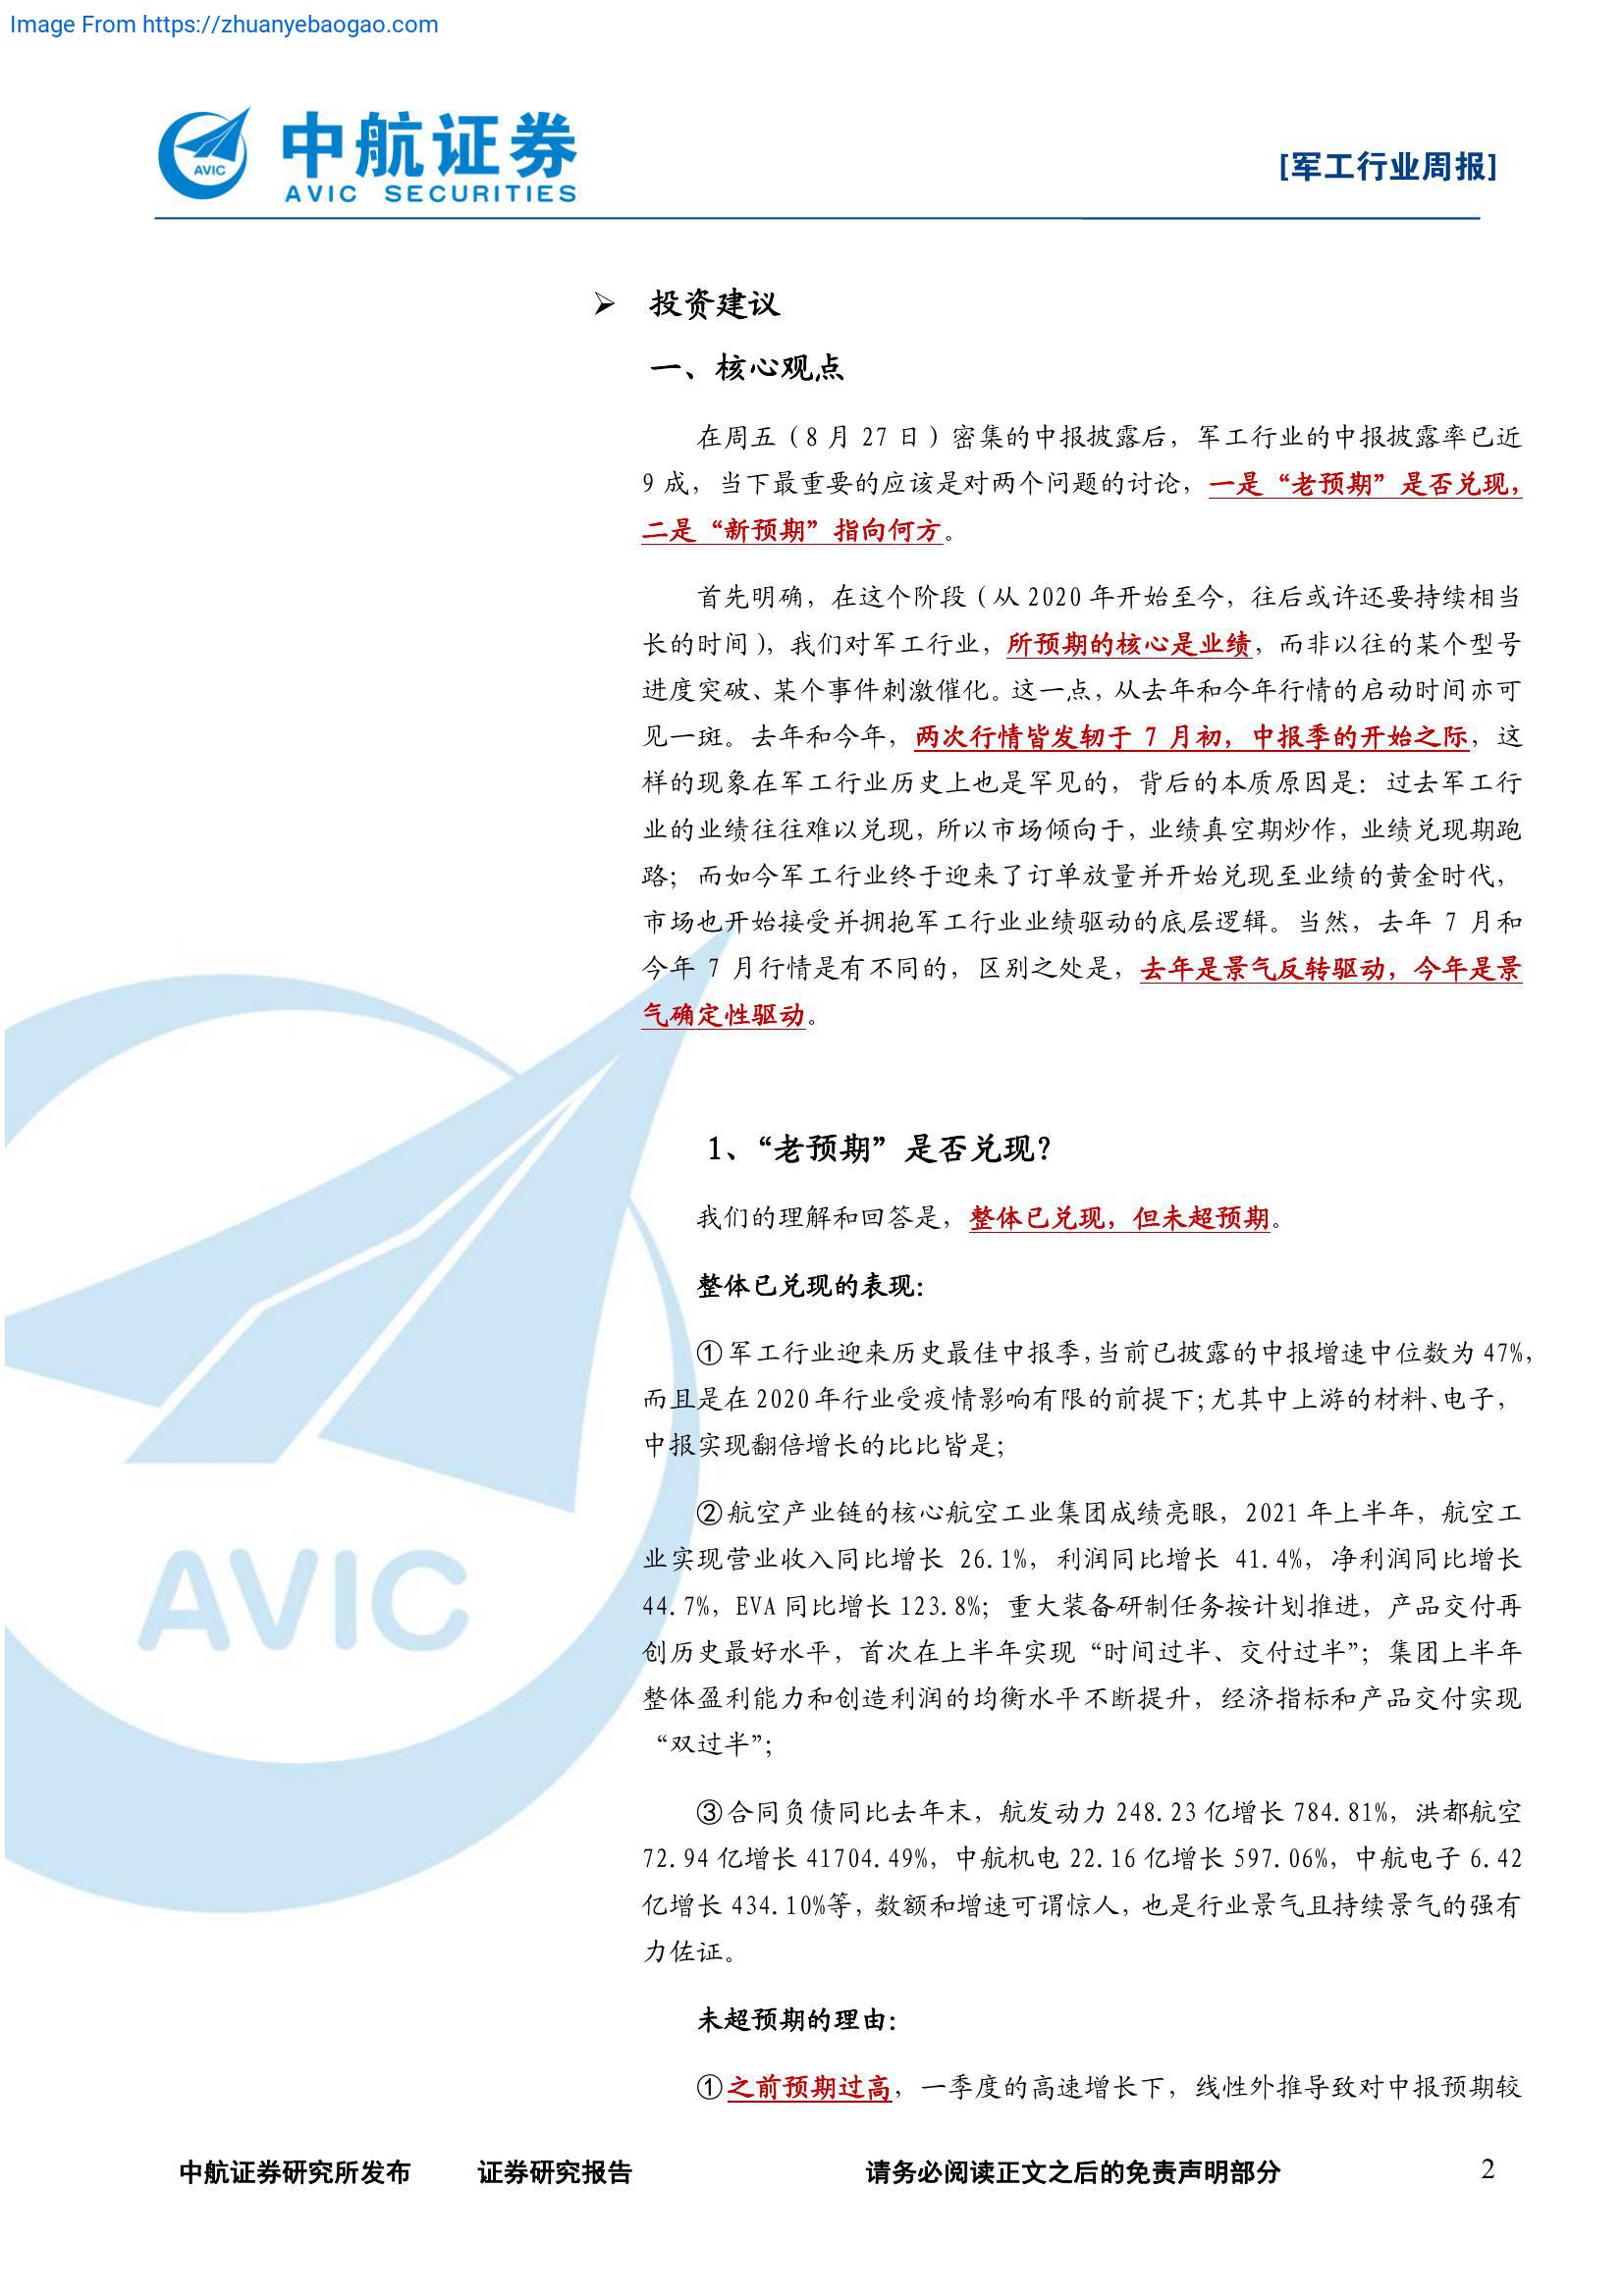 Image From https://zhuanyebaogao.com
AVIC
中航证券
AVIC SECURITIES
[军工行业周报]
➢ 投资建议
一、核心观点
在周五（8 月 27 日）密集的中报披露后，军工行业的中报披露率已近
9 成，当下最重要的应该是对两个问题的讨论，一是“老预期”是否兑现，
二是“新预期”指向何方。
首先明确，在这个阶段（从 2020 年开始至今，往后或许还要持续相当
长的时间），我们对军工行业，所预期的核心是业绩，而非以往的某个型号
进度突破、某个事件刺激催化。这一点，从去年和今年行情的启动时间亦可
见一斑。去年和今年，两次行情皆发轫于 7 月初，中报季的开始之际，这
样的现象在军工行业历史上也是罕见的，背后的本质原因是：过去军工行
业的业绩往往难以兑现，所以市场倾向于，业绩真空期炒作，业绩兑现期跑
路；而如今军工行业终于迎来了订单放量并开始兑现至业绩的黄金时代，
市场也开始接受并拥抱军工行业业绩驱动的底层逻辑。当然，去年 7 月和
今年 7 月行情是有不同的，区别之处是，去年是景气反转驱动，今年是景
气确定性驱动。
1、“老预期”是否兑现？
我们的理解和回答是，整体已兑现，但未超预期。
整体已兑现的表现：
①军工行业迎来历史最佳中报季，当前已披露的中报增速中位数为 47%，
而且是在 2020 年行业受疫情影响有限的前提下；尤其中上游的材料、电子，
中报实现翻倍增长的比比皆是；
②航空产业链的核心航空工业集团成绩亮眼，2021 年上半年，航空工
业实现营业收入同比增长 26.1%，利润同比增长 41.4%，净利润同比增长
44.7%，EVA 同比增长 123.8%；重大装备研制任务按计划推进，产品交付再
创历史最好水平，首次在上半年实现“时间过半、交付过半”；集团上半年
整体盈利能力和创造利润的均衡水平不断提升，经济指标和产品交付实现
“双过半”；
③合同负债同比去年末，航发动力 248.23 亿增长 784.81%，洪都航空
72.94 亿增长 41704.49%，中航机电 22.16 亿增长 597.06%，中航电子 6.42
亿增长 434.10%等，数额和增速可谓惊人，也是行业景气且持续景气的强有
力佐证。
未超预期的理由：
①之前预期过高，一季度的高速增长下，线性外推导致对中报预期较
AVIC
中航证券研究所发布 证券研究报告 请务必阅读正文之后的免责声明部分 2